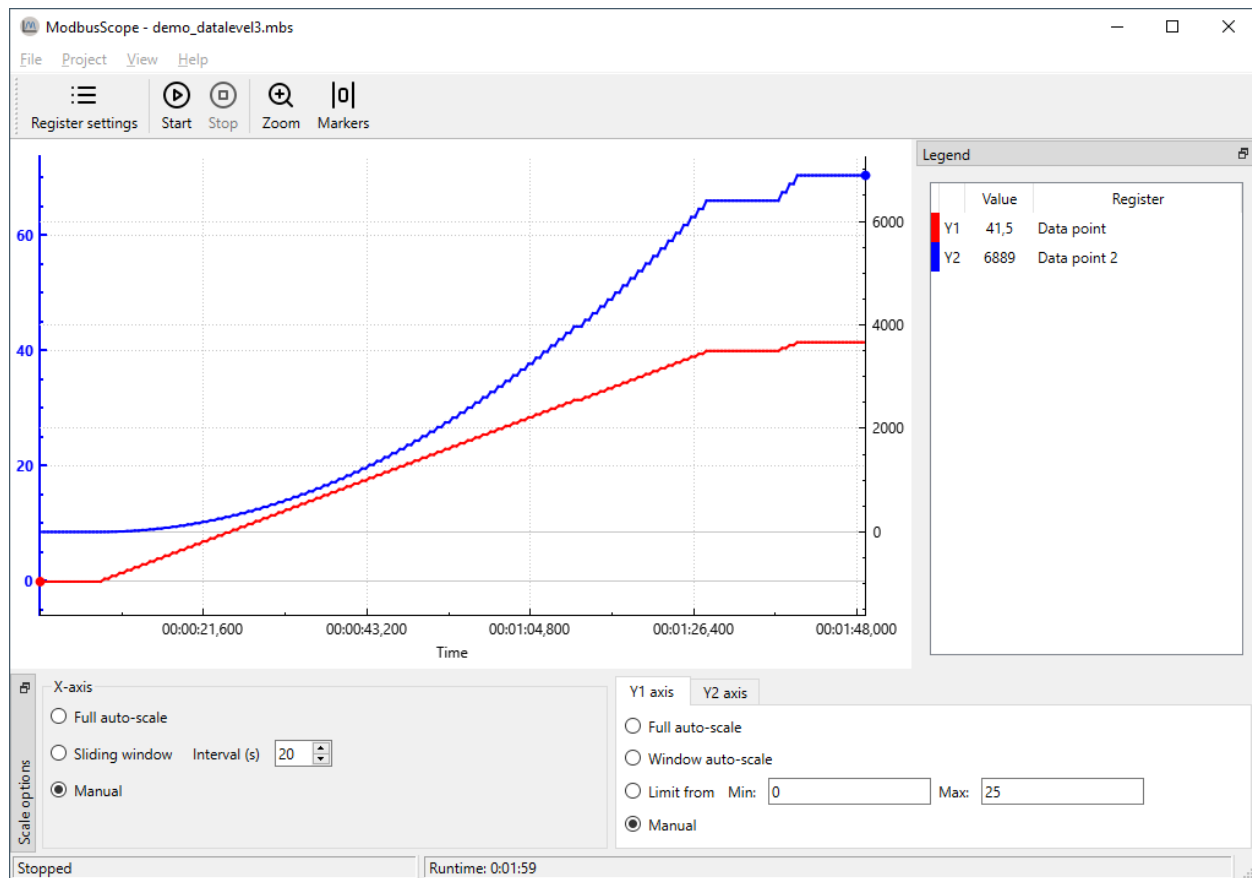 ModbusScope - demo_datalevel3.mbs
File Project View Help
Register settings Start Stop Zoom Markers
60
40
20
0
6000
4000
2000
0
00:00:21,600 00:00:43,200 00:01:04,800 00:01:26,400 00:01:48,000
Time
Legend
Value Register
Y1 41,5 Data point
Y2 6889 Data point 2
Scale options
X-axis
Full auto-scale
Sliding window Interval (s) 20
Manual
Y1 axis Y2 axis
Full auto-scale
Window auto-scale
Limit from Min: 0 Max: 25
Manual
Stopped Runtime: 0:01:59